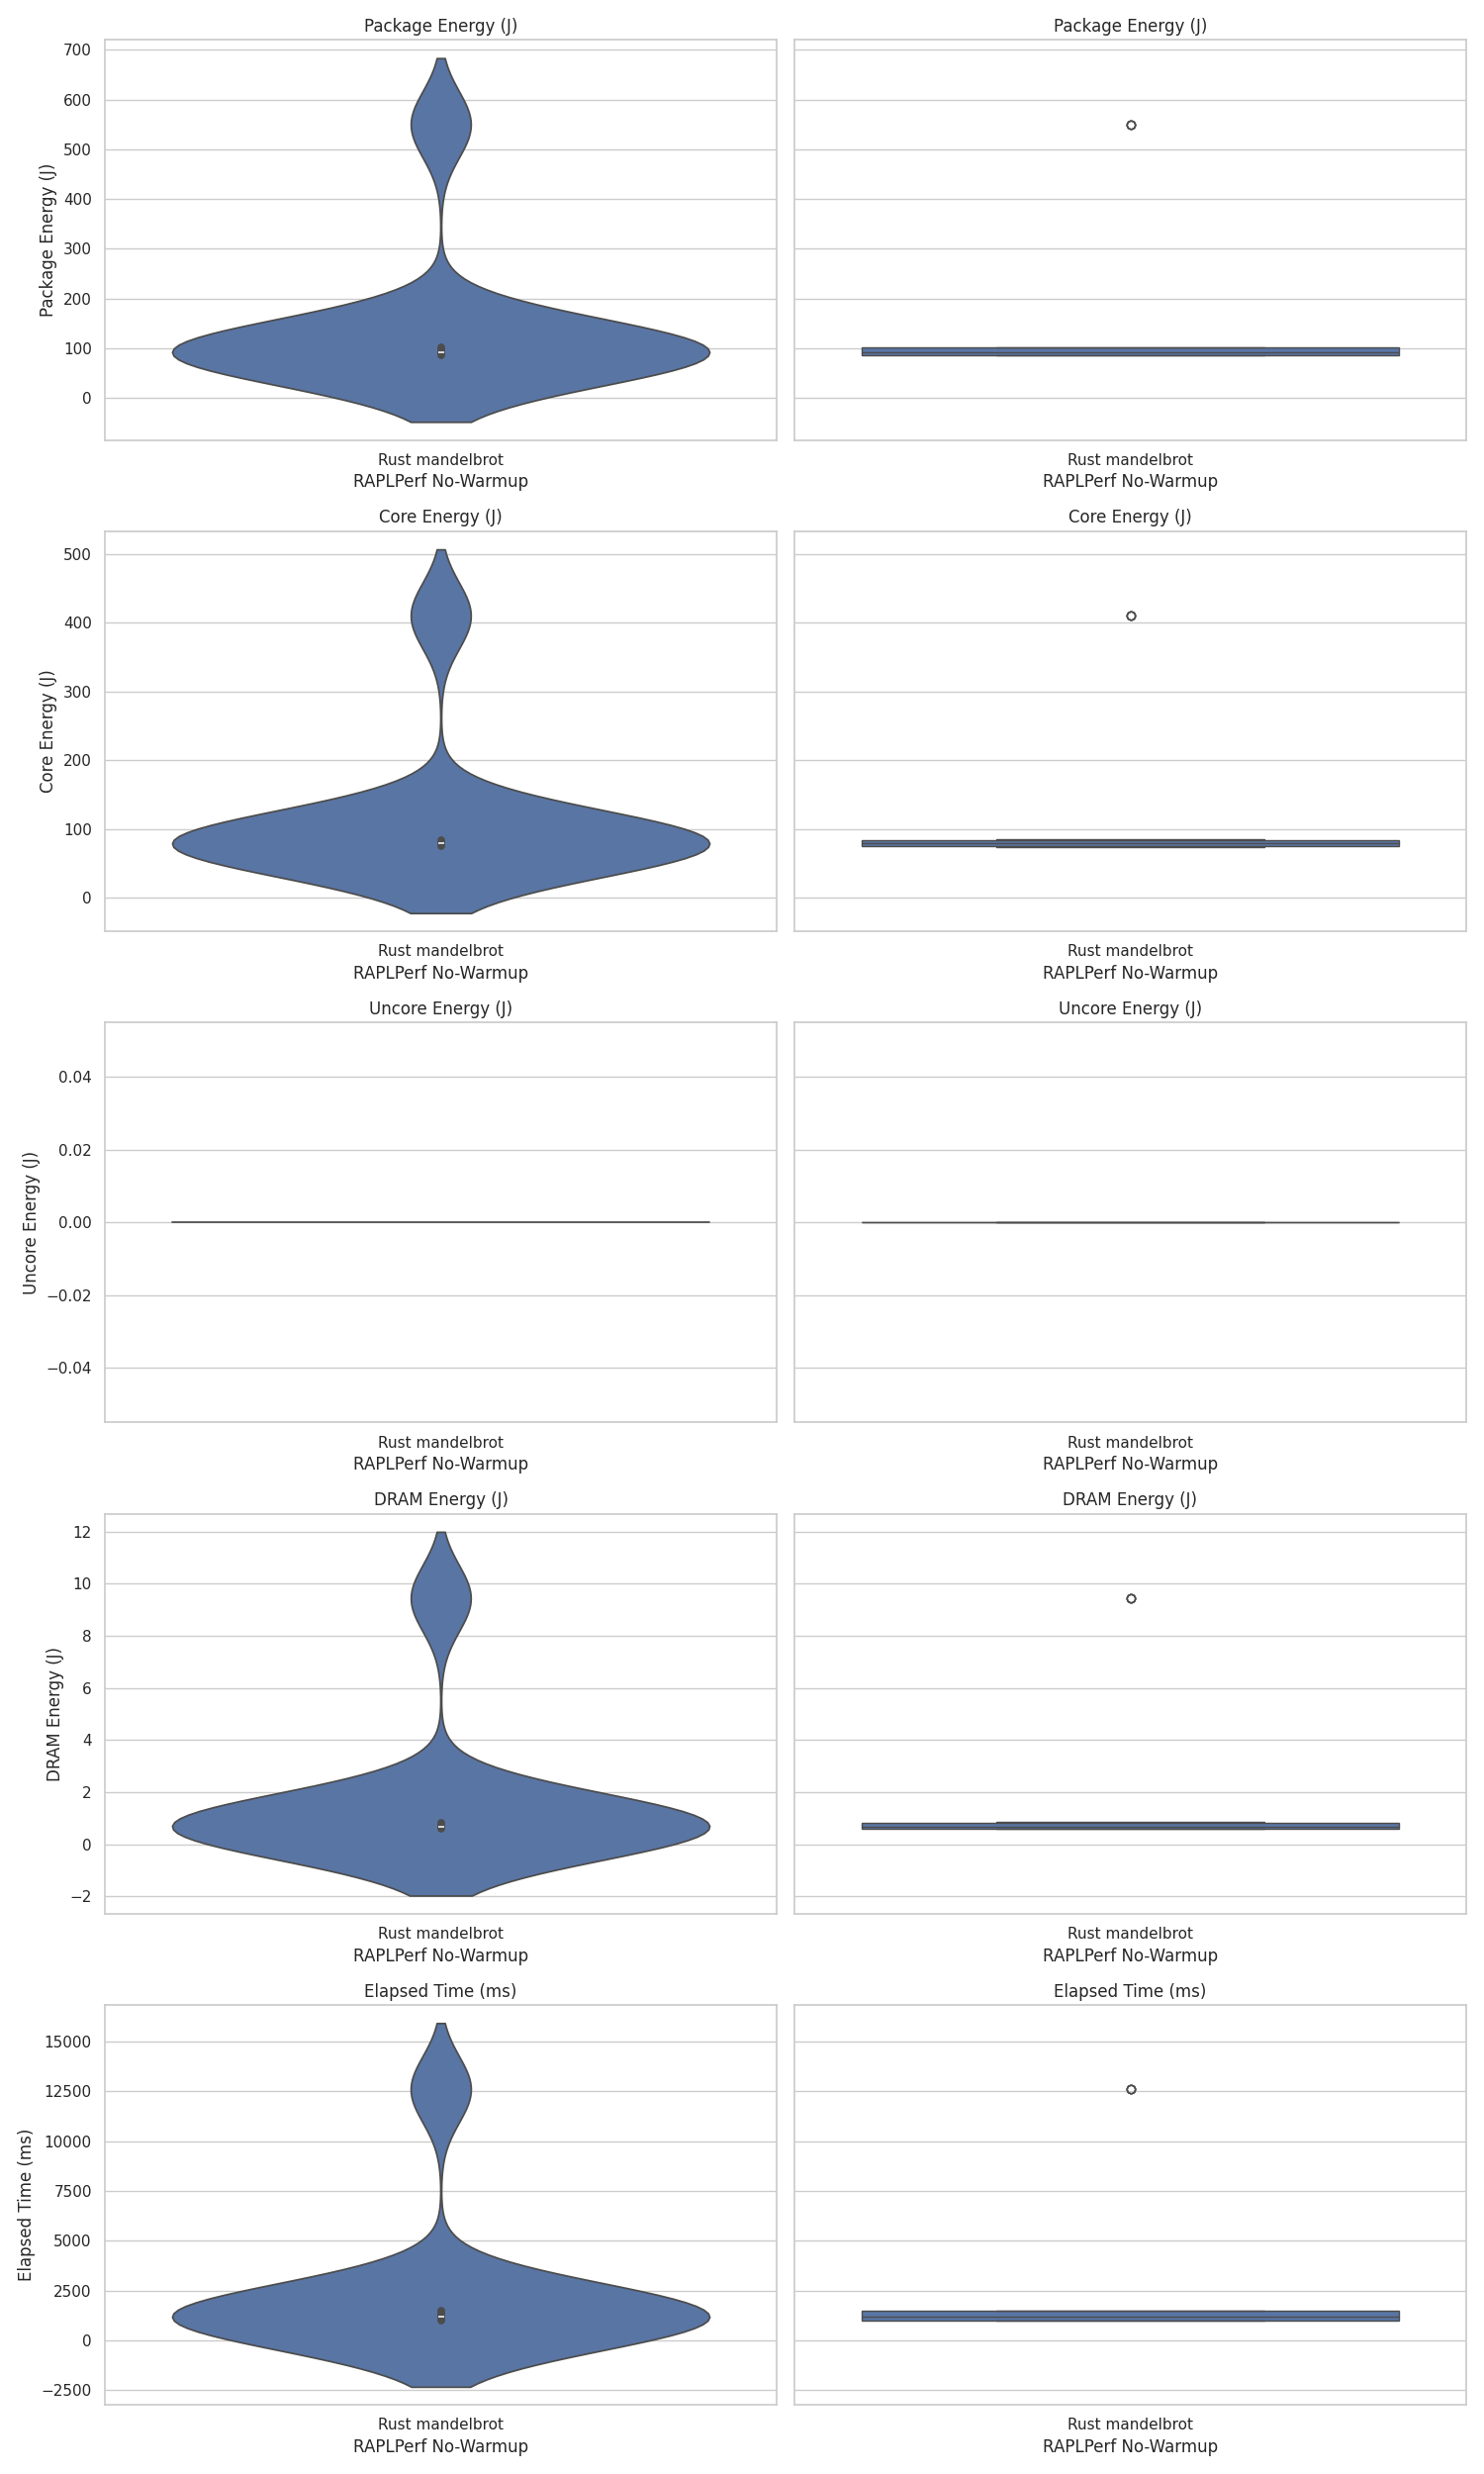 Package Energy (J)
Package Energy (J)
Package Energy (J)
700
600
500
400
300
200
100
0
Rust mandelbrot
RAPLPerf No-Warmup
Rust mandelbrot
RAPLPerf No-Warmup
Core Energy (J)
Core Energy (J)
Core Energy (J)
500
400
300
200
100
0
Rust mandelbrot
RAPLPerf No-Warmup
Rust mandelbrot
RAPLPerf No-Warmup
Uncore Energy (J)
Uncore Energy (J)
Uncore Energy (J)
0.04
0.02
0.00
−0.02
−0.04
Rust mandelbrot
RAPLPerf No-Warmup
Rust mandelbrot
RAPLPerf No-Warmup
DRAM Energy (J)
DRAM Energy (J)
DRAM Energy (J)
12
10
8
6
4
2
0
−2
Rust mandelbrot
RAPLPerf No-Warmup
Rust mandelbrot
RAPLPerf No-Warmup
Elapsed Time (ms)
Elapsed Time (ms)
Elapsed Time (ms)
15000
12500
10000
7500
5000
2500
0
−2500
Rust mandelbrot
RAPLPerf No-Warmup
Rust mandelbrot
RAPLPerf No-Warmup